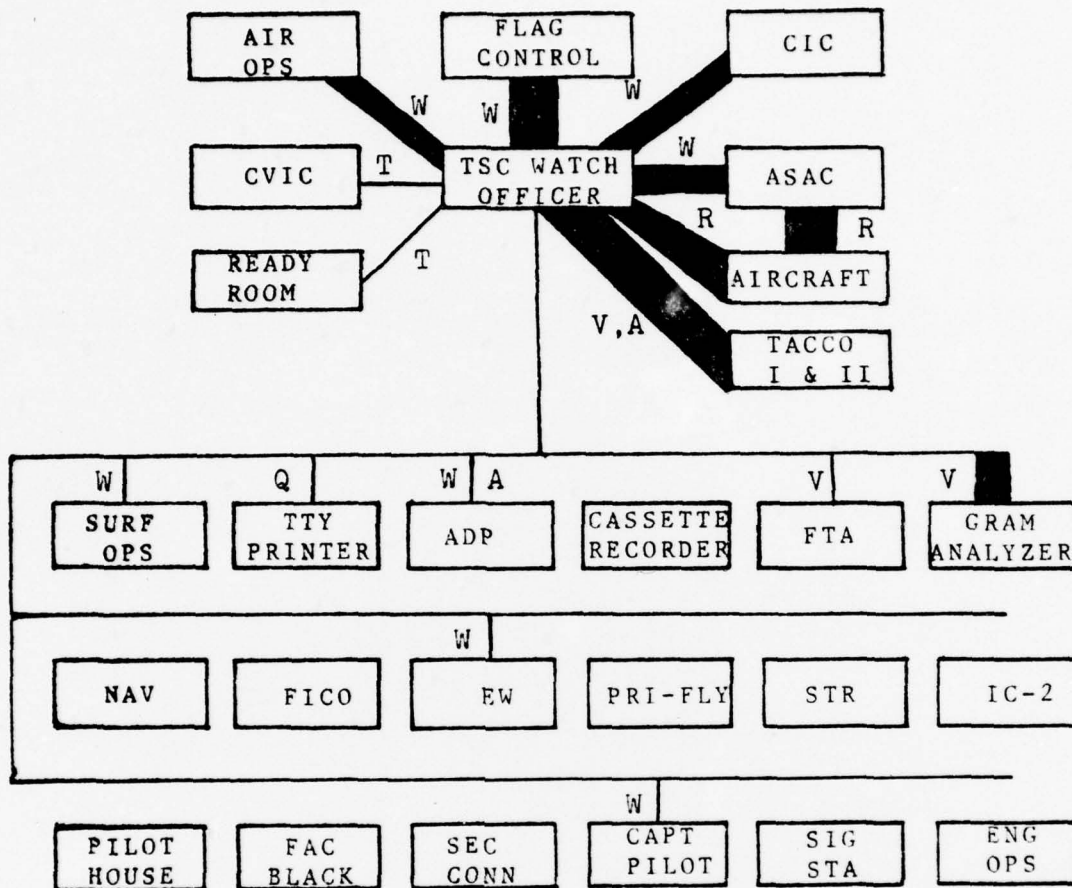 AIR
OPS
FLAG
CONTROL
CIC
W
W
W
CVIC
T
TSC WATCH
OFFICER
W
ASAC
R
R
READY
ROOM
T
AIRCRAFT
V,A
TACCO
I & II
W
Q
W A
V
V
SURF
OPS
TTY
PRINTER
ADP
CASSETTE
RECORDER
FTA
GRAM
ANALYZER
W
NAV
FICO
EW
PRI-FLY
STR
IC-2
W
PILOT
HOUSE
FAC
BLACK
SEC
CONN
CAPT
PILOT
SIG
STA
ENG
OPS